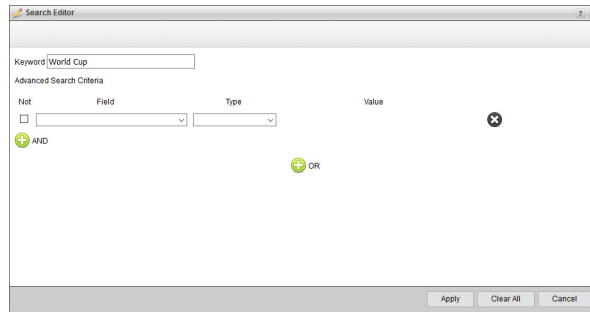 Search Editor ?
Keyword World Cup
Advanced Search Criteria
Not Field Type Value
AND
OR
Apply Clear All Cancel